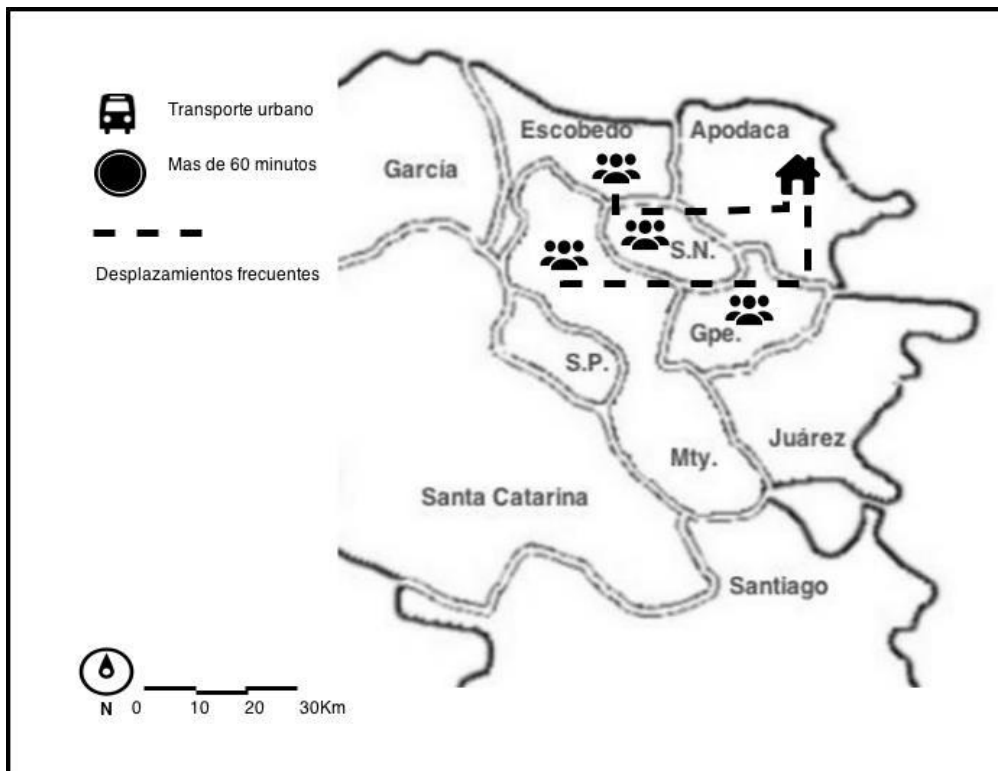 Transporte urbano
Mas de 60 minutos
Desplazamientos frecuentes
Escobedo
Apodaca
García
S.N.
Gpe.
S.P.
Juárez
Mty.
Santa Catarina
Santiago
N 0 10 20 30Km